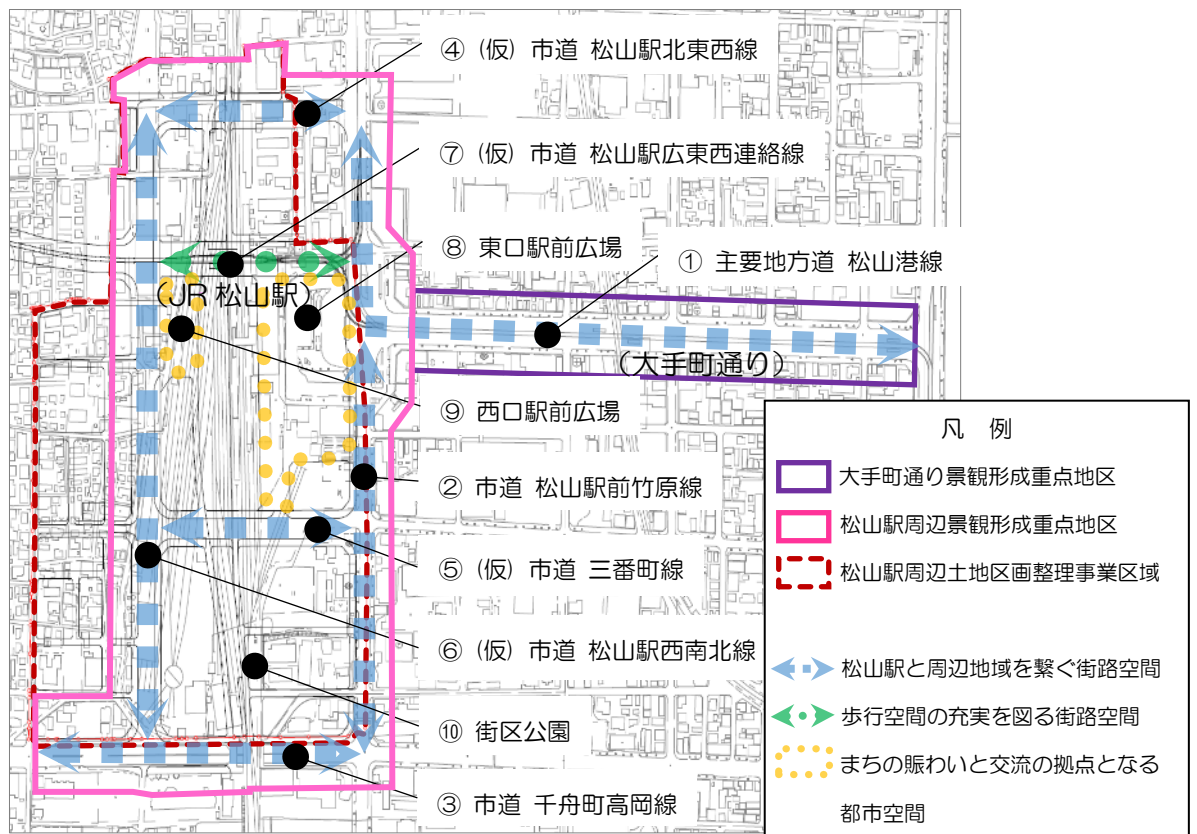 ④ (仮) 市道 松山駅北東西線
⑦ (仮) 市道 松山駅広東西連絡線
⑧ 東口駅前広場
① 主要地方道 松山港線
(JR 松山駅)
(大手町通り)
⑨ 西口駅前広場
② 市道 松山駅前竹原線
⑤ (仮) 市道 三番町線
⑥ (仮) 市道 松山駅西南北線
⑩ 街区公園
③ 市道 千舟町高岡線
凡 例
大手町通り景観形成重点地区
松山駅周辺景観形成重点地区
松山駅周辺土地区画整理事業区域
松山駅と周辺地域を繋ぐ街路空間
歩行空間の充実を図る街路空間
まちの賑わいと交流の拠点となる
都市空間